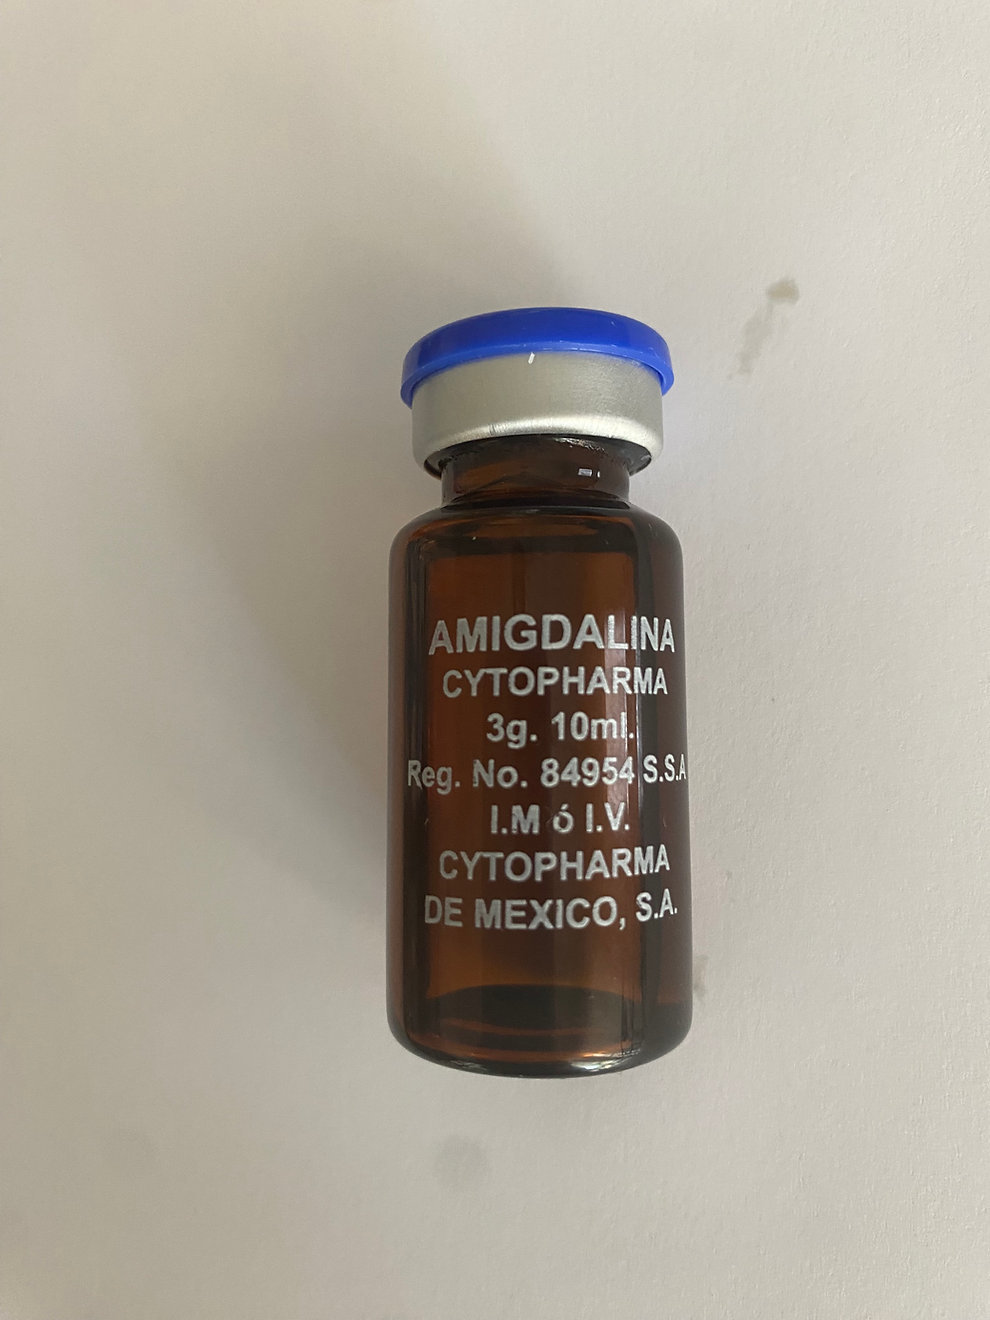 AMIGDALINA
CYTOPHARMA
3g. 10ml.
Reg. No. 84954 S.S.A
I.M ó I.V.
CYTOPHARMA
DE MEXICO, S.A.